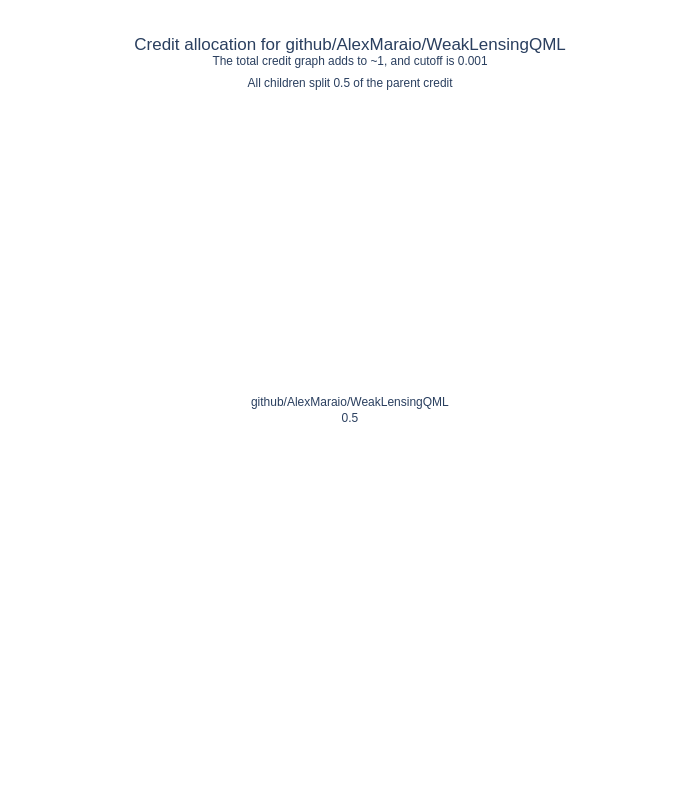 Credit allocation for github/AlexMaraio/WeakLensingQML
The total credit graph adds to ~1, and cutoff is 0.001
All children split 0.5 of the parent credit
github/AlexMaraio/WeakLensingQML
0.5